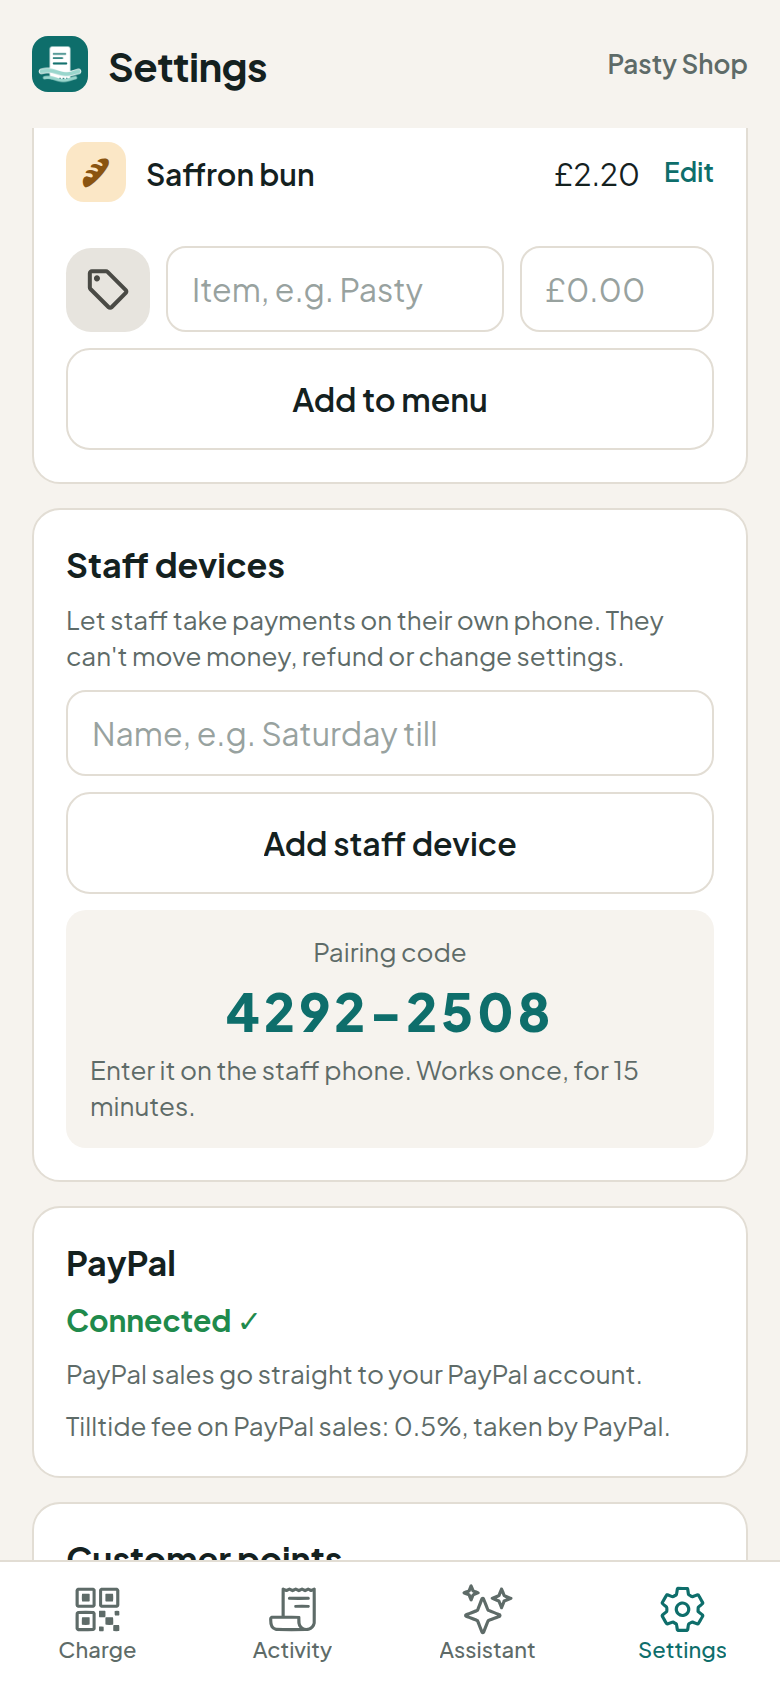 Settings
Pasty Shop
Saffron bun £2.20 Edit
Item, e.g. Pasty £0.00
Add to menu
Staff devices
Let staff take payments on their own phone. They
can't move money, refund or change settings.
Name, e.g. Saturday till
Add staff device
Pairing code
4292-2508
Enter it on the staff phone. Works once, for 15
minutes.
PayPal
Connected ✓
PayPal sales go straight to your PayPal account.
Tilltide fee on PayPal sales: 0.5%, taken by PayPal.
Customer points
Charge Activity Assistant Settings